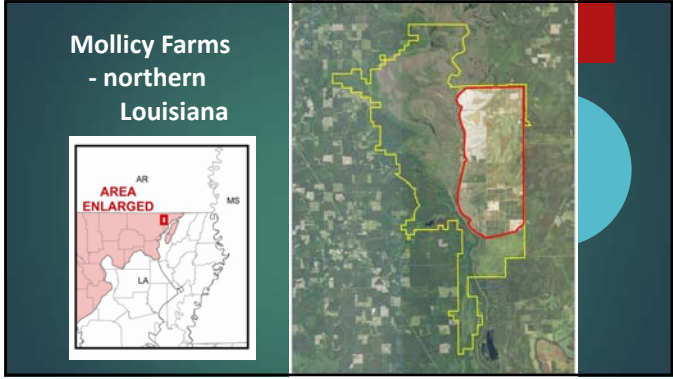 Mollicy Farms
- northern
Louisiana
AR
AREA
ENLARGED
MS
LA